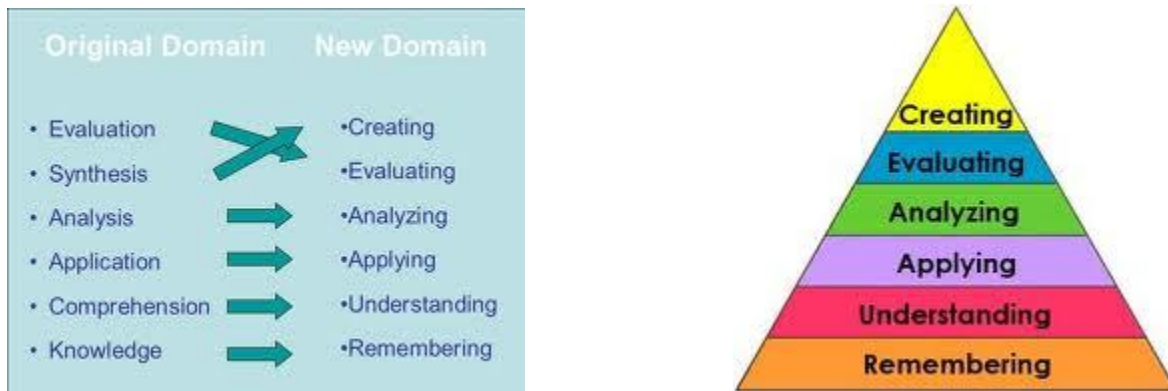 Original Domain New Domain
• Evaluation •Creating
• Synthesis •Evaluating
• Analysis •Analyzing
• Application •Applying
• Comprehension •Understanding
• Knowledge •Remembering
Creating
Evaluating
Analyzing
Applying
Understanding
Remembering